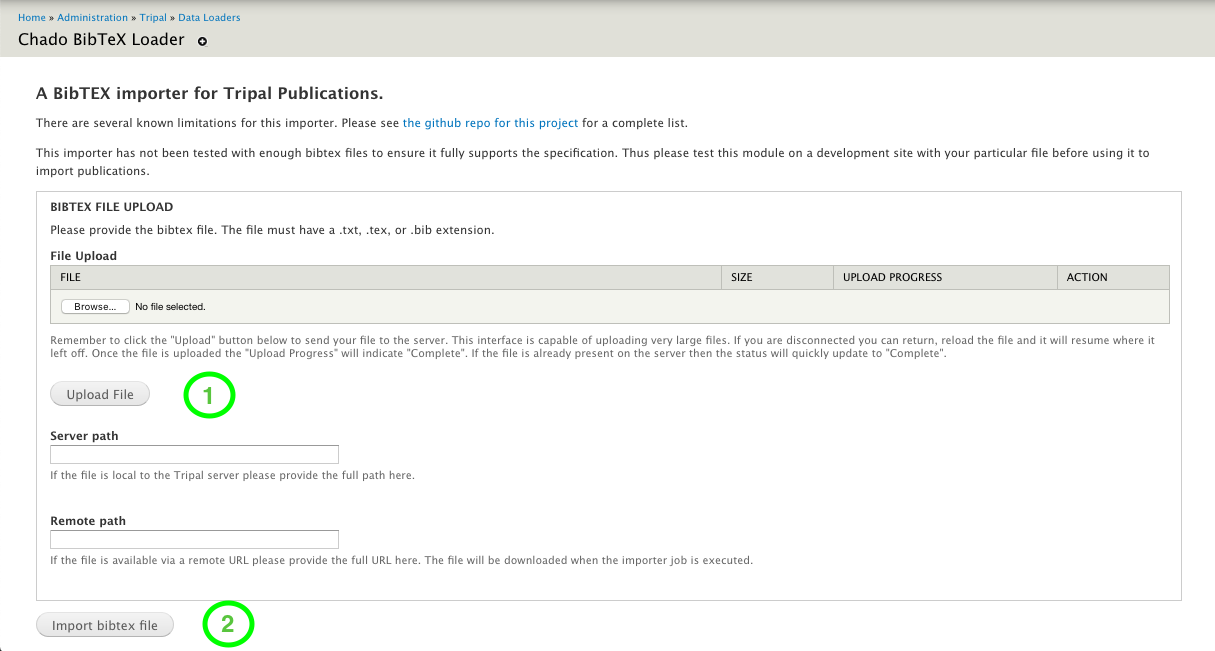 Home » Administration » Tripal » Data Loaders
Chado BibTeX Loader
A BibTEX importer for Tripal Publications.
There are several known limitations for this importer. Please see the github repo for this project for a complete list.
This importer has not been tested with enough bibtex files to ensure it fully supports the specification. Thus please test this module on a development site with your particular file before using it to
import publications.
BIBTEX FILE UPLOAD
Please provide the bibtex file. The file must have a .txt, .tex, or .bib extension.
File Upload
FILE SIZE UPLOAD PROGRESS ACTION
Browse... No file selected.
Remember to click the "Upload" button below to send your file to the server. This interface is capable of uploading very large files. If you are disconnected you can return, reload the file and it will resume where it
left off. Once the file is uploaded the "Upload Progress" will indicate "Complete". If the file is already present on the server then the status will quickly update to "Complete".
Upload File 1
Server path
If the file is local to the Tripal server please provide the full path here.
Remote path
If the file is available via a remote URL please provide the full URL here. The file will be downloaded when the importer job is executed.
Import bibtex file 2